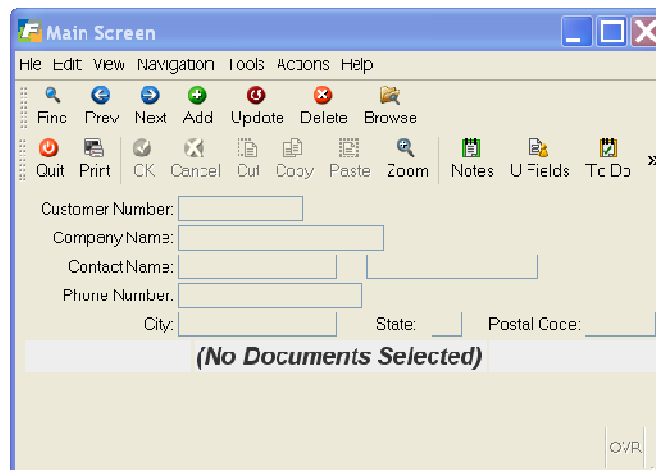 Main Screen
File Edit View Navigation Tools Actions Help
Find Prev Next Add Update Delete Browse
Quit Print OK Cancel Cut Copy Paste Zoom Notes U Fields To Do »
Customer Number:
Company Name:
Contact Name:
Phone Number:
City: State: Postal Code:
(No Documents Selected)
OVR